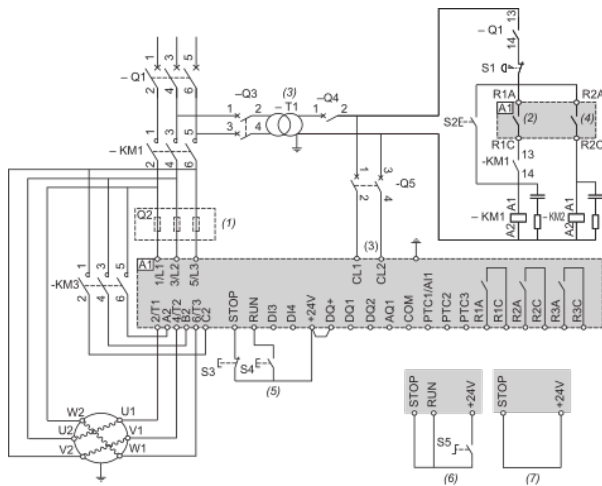 1 3 5
– Q1
2 4 6
–Q3
1 2
3 4
(3)
– T1
–Q4
1 2
13
– Q1
14
S1
R1A R2A
A1
(2) (4)
S2E
R1C R2C
-KM1
13
14
A1 A1
– KM1 – KM2
A2 A2
1 3 5
– KM1
2 4 6
1 3
–Q5
2 4
Q2
(1)
(3)
A1
1/L1 3/L2 5/L3 CL1 CL2
1 3 5
-KM3
2 4 6
2/T1 A2 4/T2 B2 6/T3 C2 STOP RUN DI3 DI4 +24V DQ+ DQ1 DQ2 AQ1 COM PTC1/AI1 PTC2 PTC3 R1A R1C R2A R2C R3A R3C
S3 S4
(5)
W2 U1
U2 V1
V2 W1
STOP RUN +24V
S5
(6)
STOP +24V
(7)